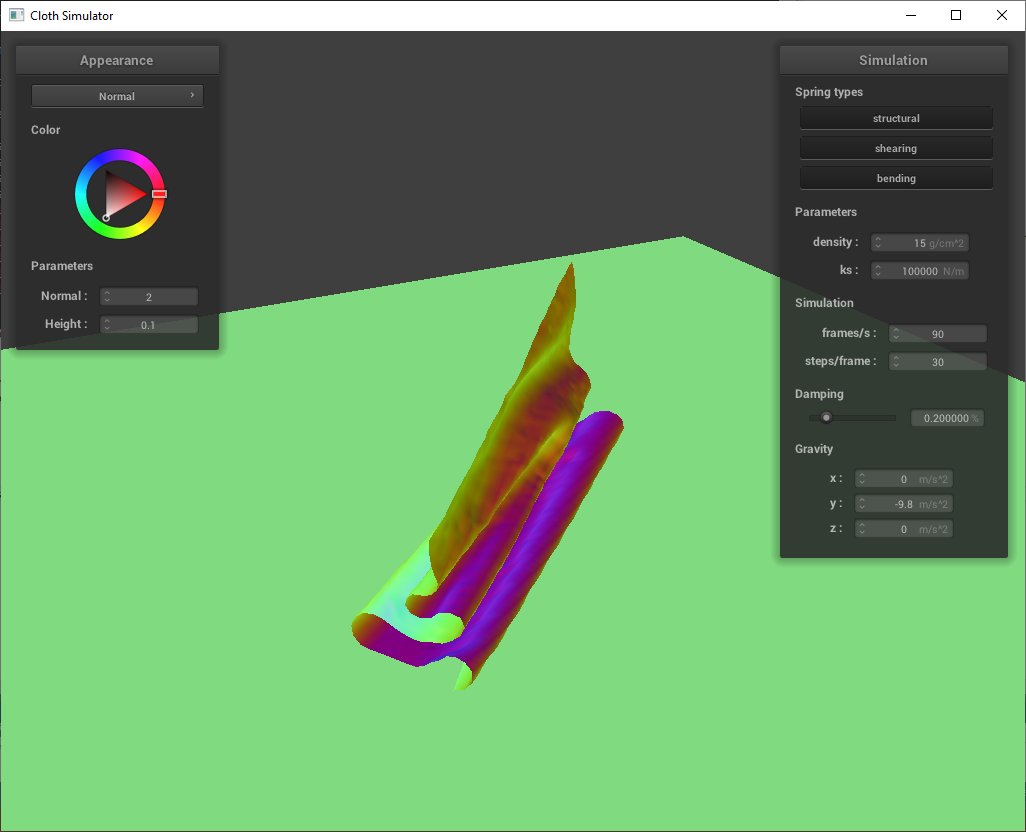 Cloth Simulator
Appearance
Normal
Color
Parameters
Normal : 2
Height : 0.1
Simulation
Spring types
structural
shearing
bending
Parameters
density : 15 g/cm^2
ks : 100000 N/m
Simulation
frames/s : 90
steps/frame : 30
Damping
0.200000 %
Gravity
x : 0 m/s^2
y : -9.8 m/s^2
z : 0 m/s^2